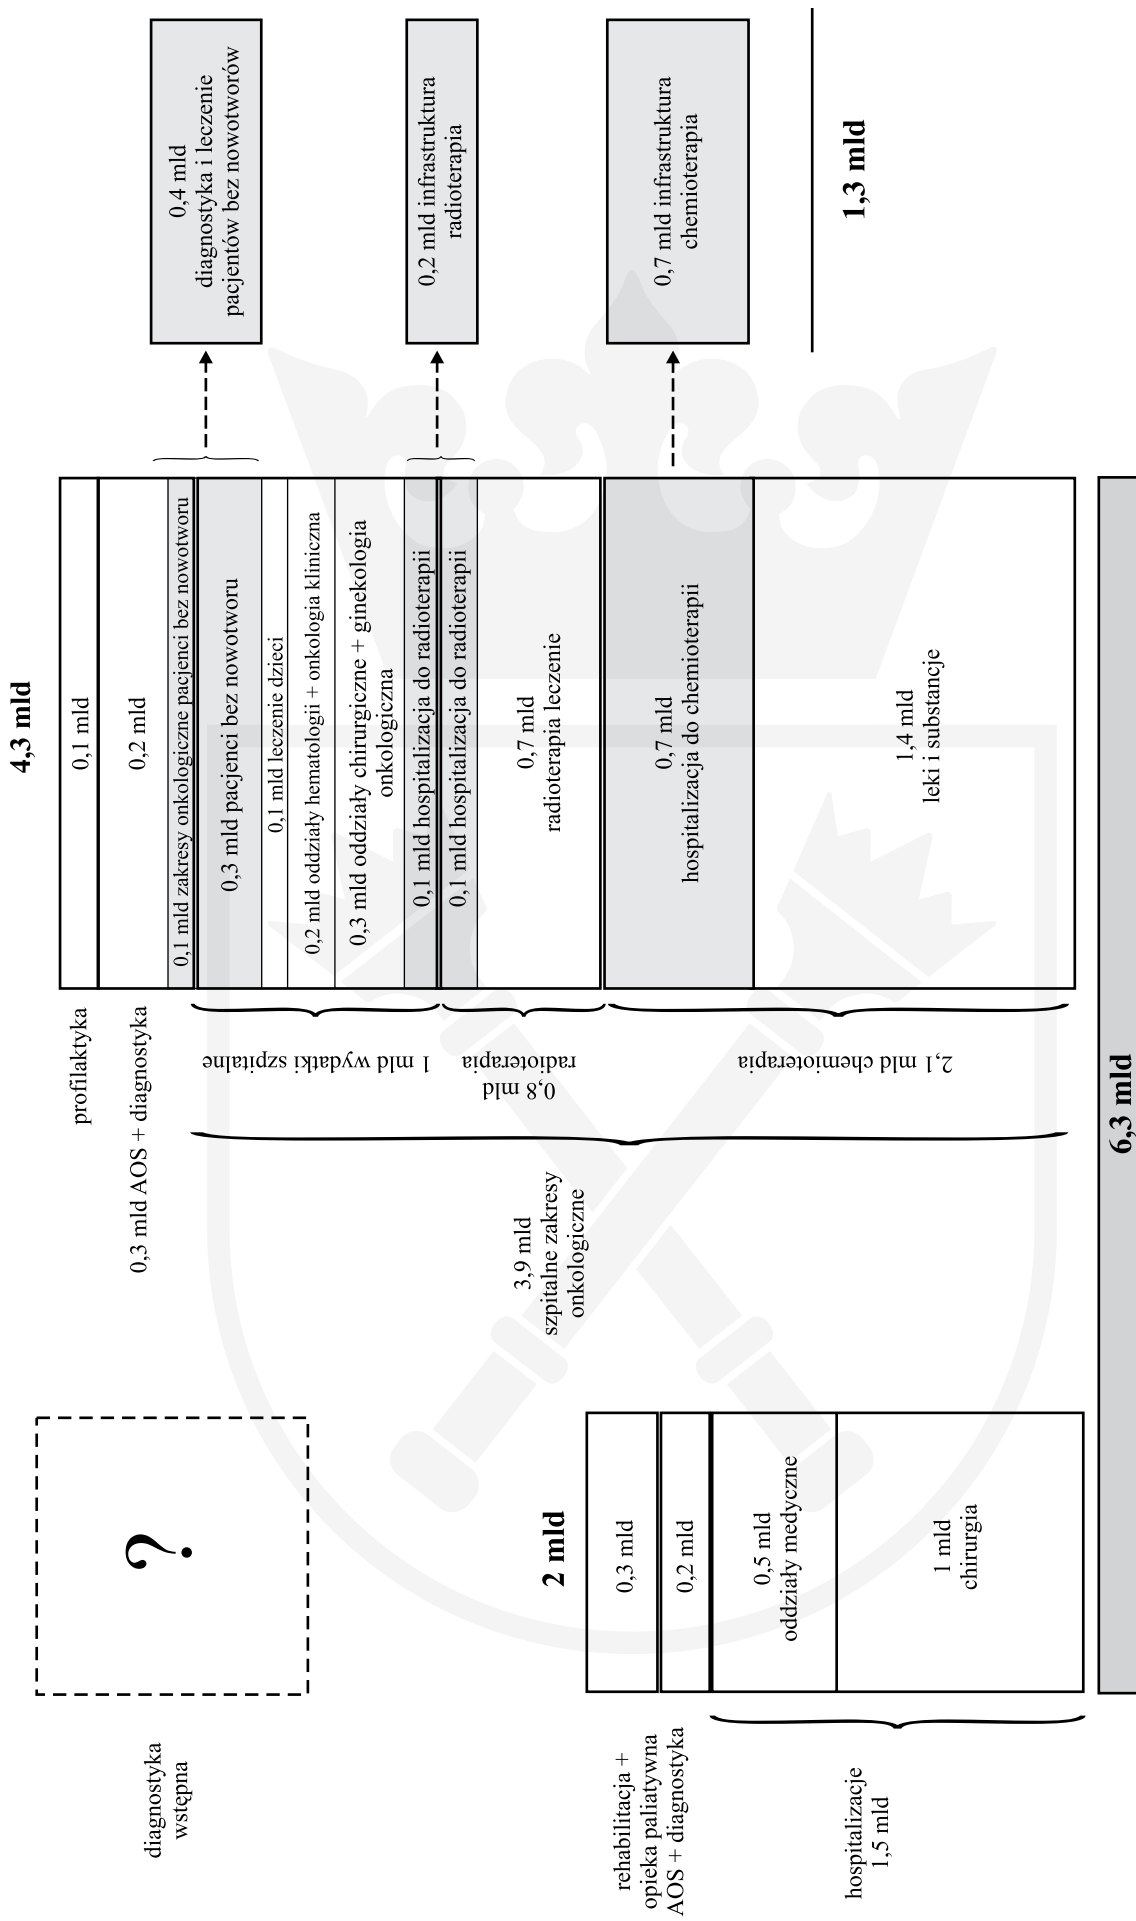 diagnostyka
wstępna
?
rehabilitacja +
opieka paliatywna
AOS + diagnostyka
hospitalizacje
1,5 mld
2 mld
0,3 mld
0,2 mld
0,5 mld
oddziały medyczne
1 mld
chirurgia
profilaktyka
0,3 mld AOS + diagnostyka
3,9 mld
szpitalne zakresy
onkologiczne
1 mld wydatki szpitalne
0,8 mld
radioterapia
2,1 mld chemioterapia
4,3 mld
0,1 mld
0,2 mld
0,1 mld zakresy onkologiczne pacjenci bez nowotworu
0,3 mld pacjenci bez nowotworu
0,1 mld leczenie dzieci
0,2 mld oddziały hematologii + onkologia kliniczna
0,3 mld oddziały chirurgiczne + ginekologia
onkologiczna
0,1 mld hospitalizacja do radioterapii
0,1 mld hospitalizacja do radioterapii
0,7 mld
radioterapia leczenie
0,7 mld
hospitalizacja do chemioterapii
1,4 mld
leki i substancje
0,4 mld
diagnostyka i leczenie
pacjentów bez nowotworów
0,2 mld infrastruktura
radioterapia
0,7 mld infrastruktura
chemioterapia
1,3 mld
6,3 mld